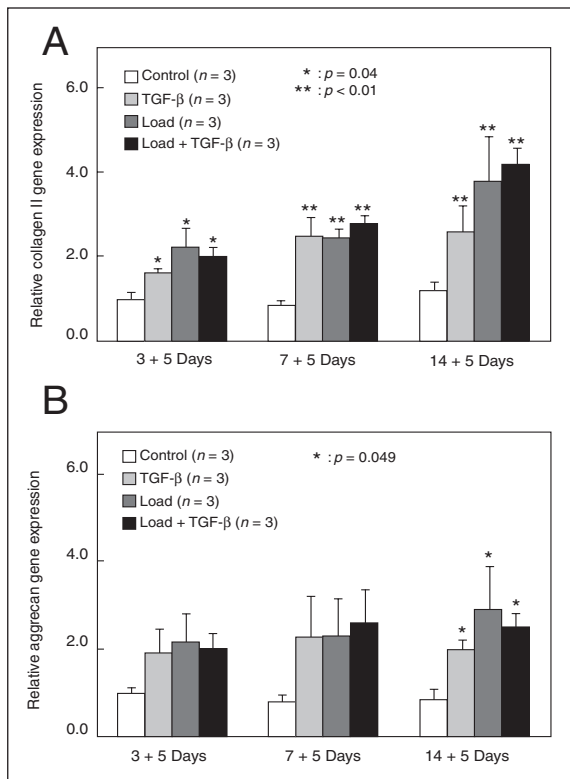 A
Control (n = 3)
TGF-β (n = 3)
Load (n = 3)
Load + TGF-β (n = 3)
* : p = 0.04
** : p < 0.01
Relative collagen II gene expression
6.0
4.0
2.0
0.0
* * *
** ** **
** ** **
3 + 5 Days 7 + 5 Days 14 + 5 Days
B
Control (n = 3)
TGF-β (n = 3)
Load (n = 3)
Load + TGF-β (n = 3)
* : p = 0.049
Relative aggrecan gene expression
6.0
4.0
2.0
0.0
* * *
3 + 5 Days 7 + 5 Days 14 + 5 Days